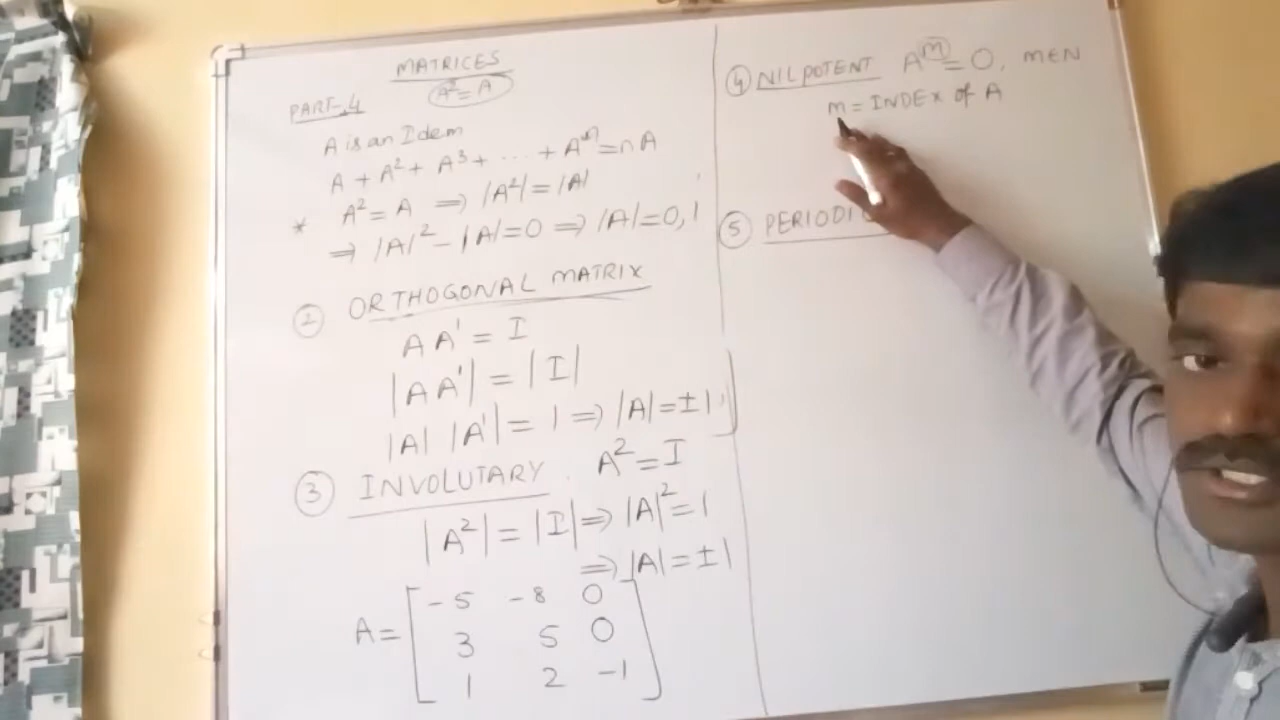 MATRICES
A² = A
PART-4
A is an Idem
A + A² + A³ + ... + Aⁿ = nA
* A² = A ⇒ |A²| = |A|
⇒ |A|² - |A| = 0 ⇒ |A| = 0, 1
② ORTHOGONAL MATRIX
AA' = I
|AA'| = |I|
|A| |A'| = 1 ⇒ |A| = ±1
③ INVOLUTARY. A² = I
|A²| = |I| ⇒ |A|² = 1
⇒ |A| = ±1
A = [ -5 -8 0
3 5 0
1 2 -1 ]
④ NILPOTENT Aᵐ = O, MEN
m = INDEX of A
⑤ PERIODI